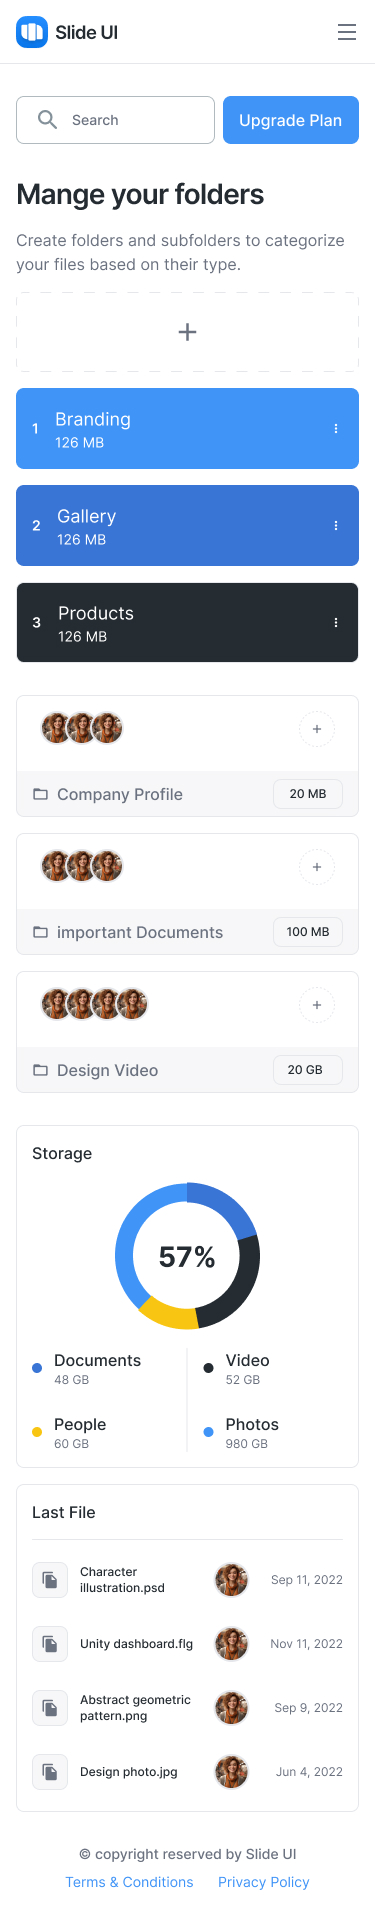 Slide UI
Search
Upgrade Plan
Mange your folders
Create folders and subfolders to categorize
your files based on their type.
+
1 Branding
126 MB
2 Gallery
126 MB
3 Products
126 MB
+
Company Profile 20 MB
+
important Documents 100 MB
+
Design Video 20 GB
Storage
57%
Documents
48 GB
Video
52 GB
People
60 GB
Photos
980 GB
Last File
Character
illustration.psd
Sep 11, 2022
Unity dashboard.flg Nov 11, 2022
Abstract geometric
pattern.png
Sep 9, 2022
Design photo.jpg Jun 4, 2022
© copyright reserved by Slide UI
Terms & Conditions Privacy Policy